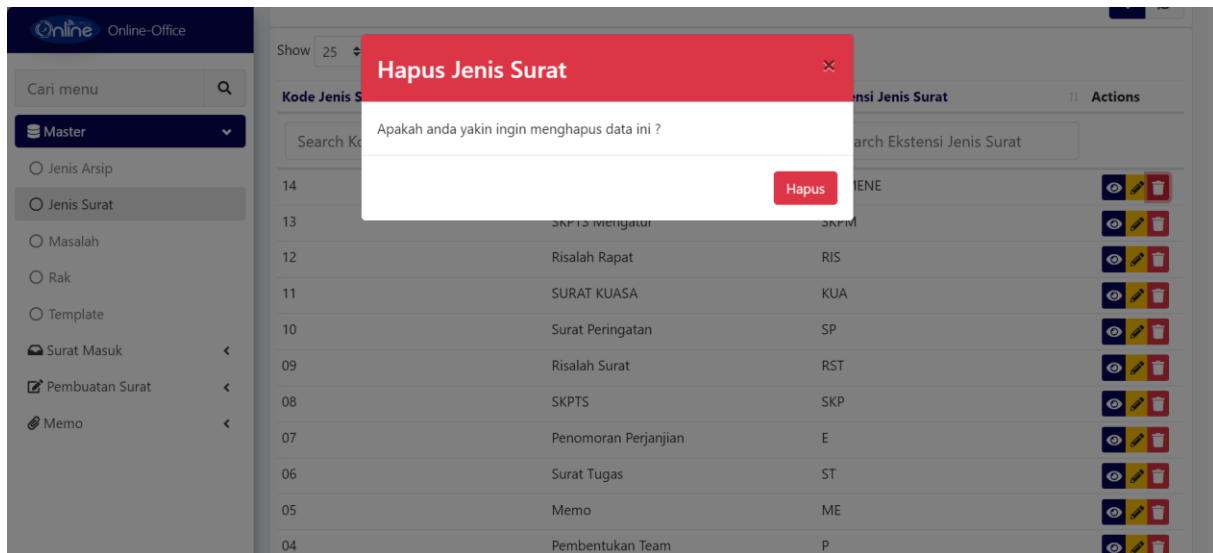 Online Online-Office
Show 25
Cari menu
Master
Jenis Arsip
Jenis Surat
Masalah
Rak
Template
Surat Masuk
Pembuatan Surat
Memo
Hapus Jenis Surat ×
Apakah anda yakin ingin menghapus data ini ?
Hapus
Kode Jenis Jenis Surat Actions
Search Ekstensi Jenis Surat
14
13 SKPTS Mengatur SKPM
12 Risalah Rapat RIS
11 SURAT KUASA KUA
10 Surat Peringatan SP
09 Risalah Surat RST
08 SKPTS SKP
07 Penomoran Perjanjian E
06 Surat Tugas ST
05 Memo ME
04 Pembentukan Team P